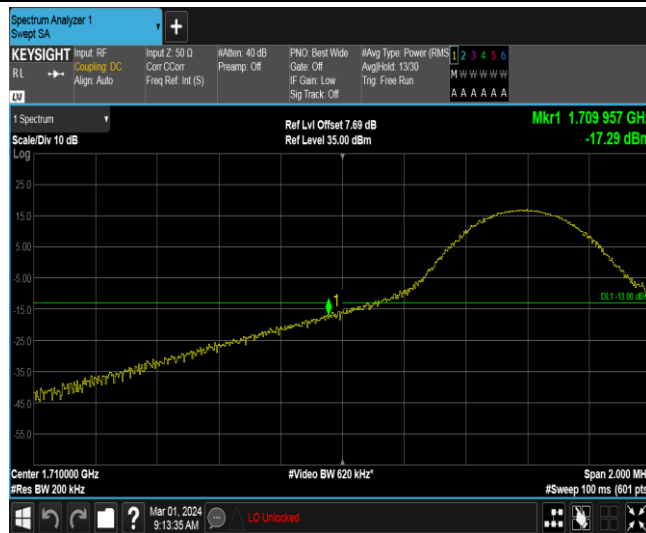 Spectrum Analyzer 1
Swept SA
+
KEYSIGHT Input: RF Input Z: 50 Ω #Atten: 40 dB PNO: Best Wide #Avg Type: Power (RMS 1 2 3 4 5 6
RL Coupling: DC Corr CCorr Preamp: Off Gate: Off Avg|Hold: 13/30 M W W W W W
Align: Auto Freq Ref: Int (S) IF Gain: Low Trig: Free Run
Sig Track: Off A A A A A A
1 Spectrum Ref Lvl Offset 7.69 dB Mkr1 1.709 957 GHz
Scale/Div 10 dB Ref Level 35.00 dBm -17.29 dBm
Log
25.0
15.0
5.00
-5.00
1
DL1 -13.00 dBm
-15.0
-25.0
-35.0
-45.0
-55.0
Center 1.710000 GHz #Video BW 620 kHz* Span 2.000 MH
#Res BW 200 kHz #Sweep 100 ms (601 pts
? Mar 01, 2024
9:13:35 AM LO Unlocked